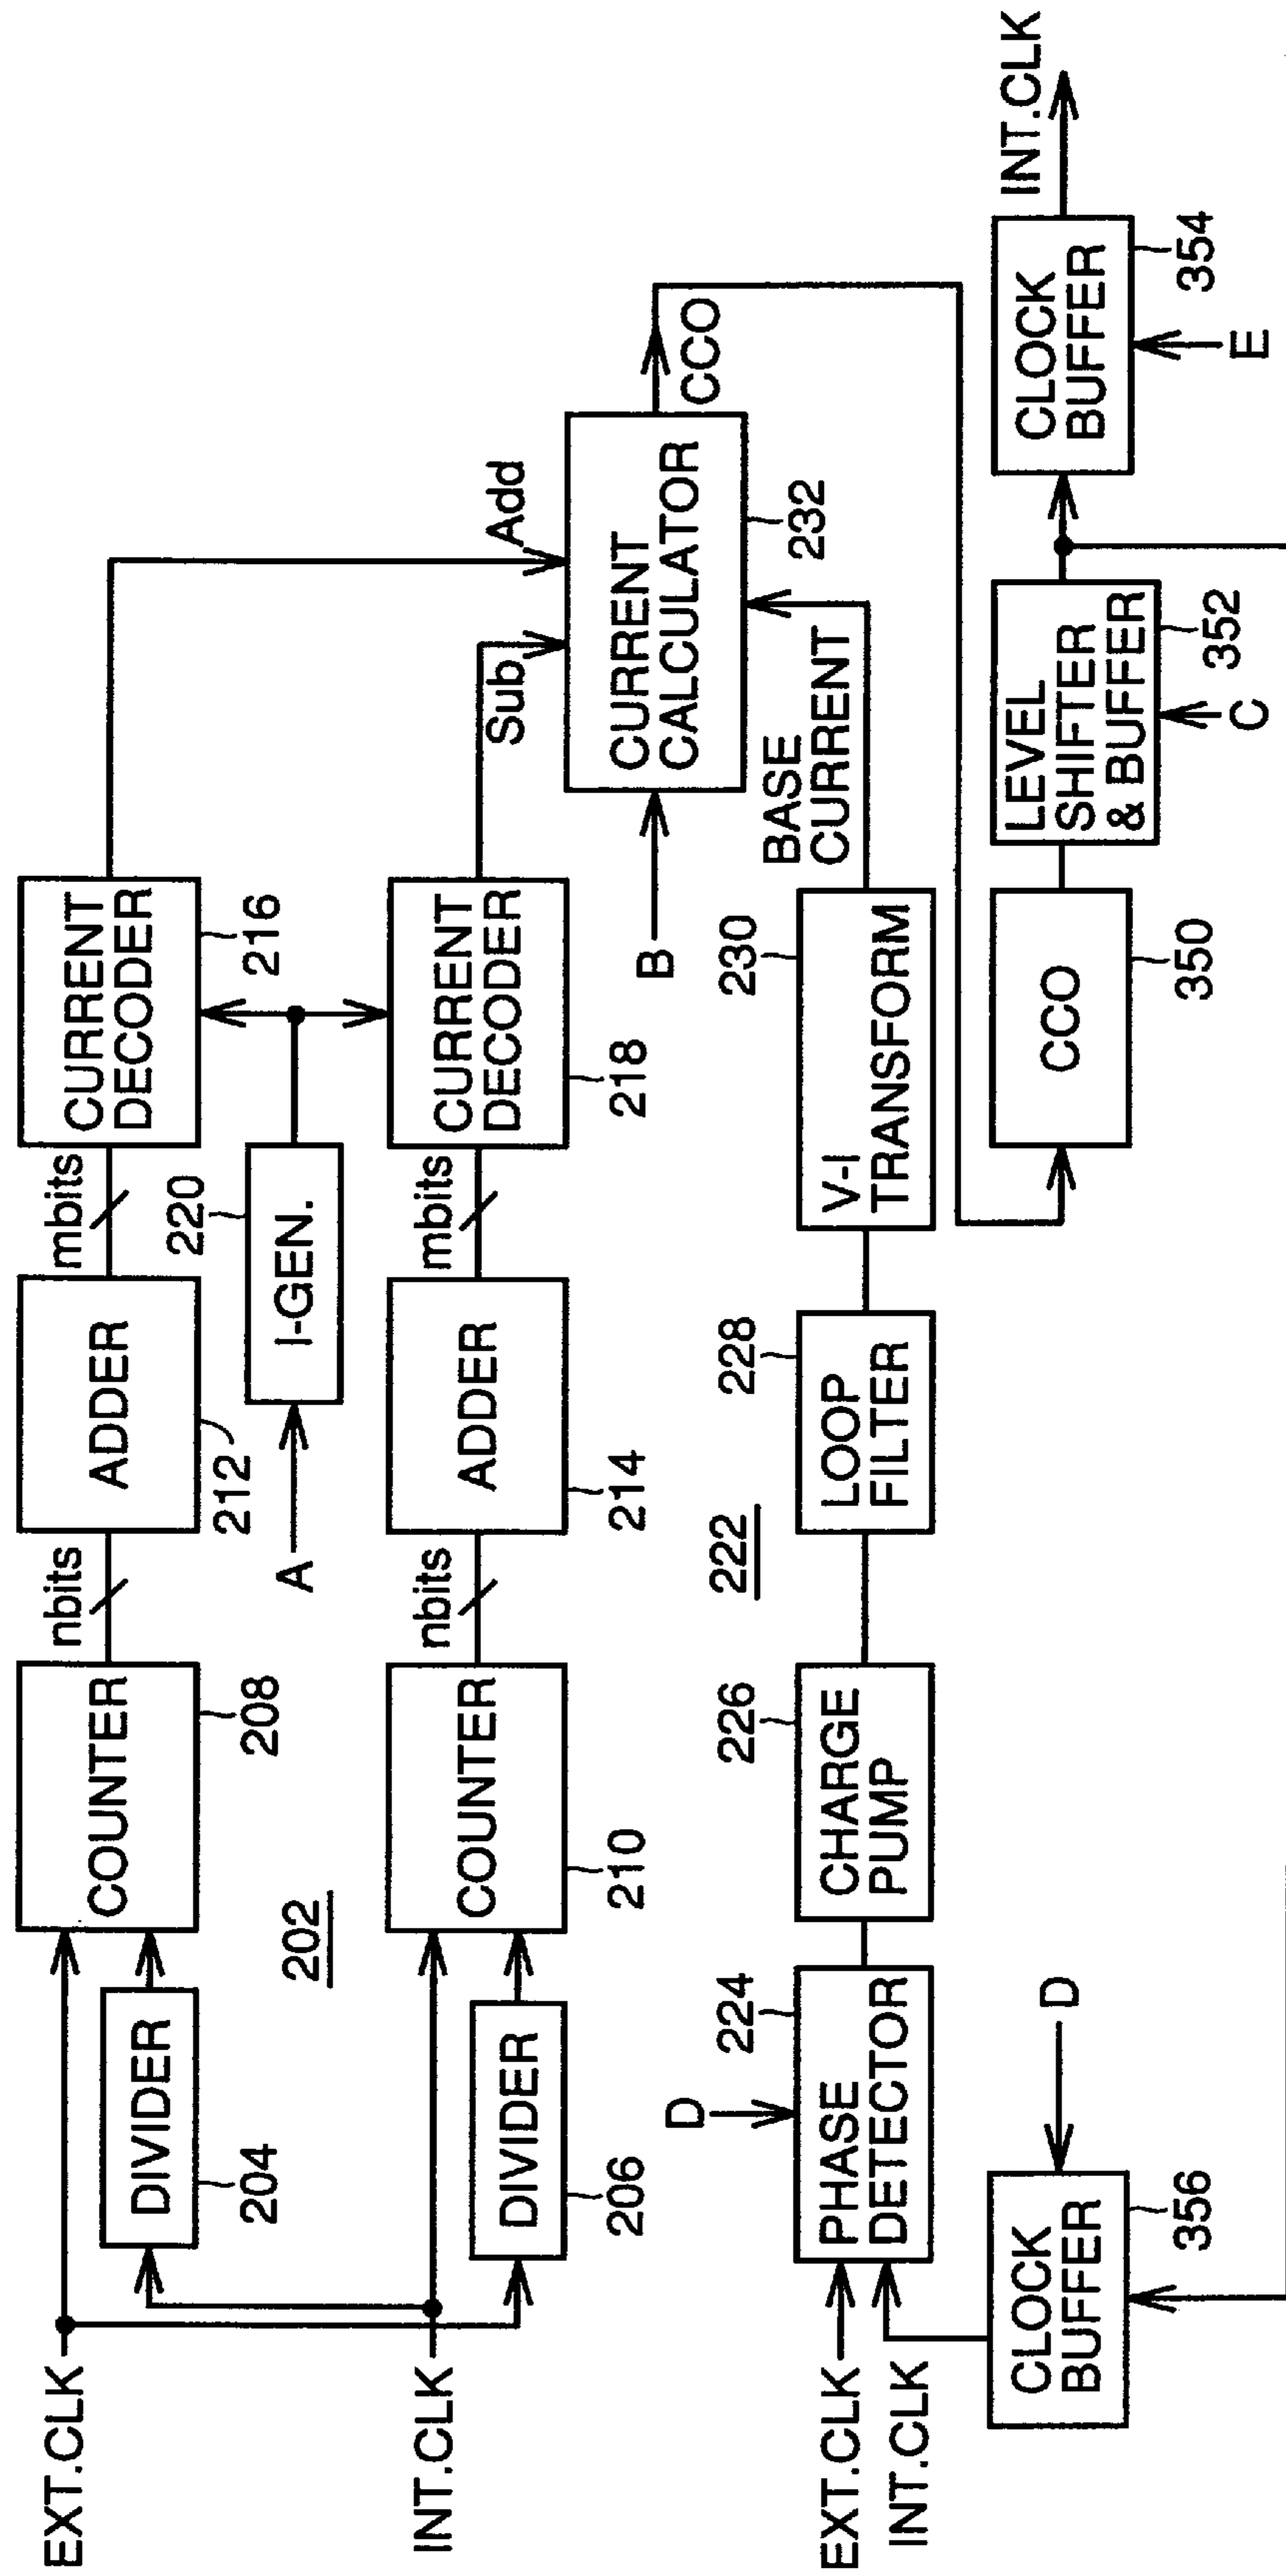 EXT.CLK
DIVIDER
204
COUNTER
208
nbits
ADDER
212
mbits
CURRENT
DECODER
216
202
A
I-GEN.
220
INT.CLK
DIVIDER
206
COUNTER
210
nbits
ADDER
214
mbits
CURRENT
DECODER
218
Sub
Add
B
CURRENT
CALCULATOR
232
CCO
222
D
EXT.CLK
INT.CLK
PHASE
DETECTOR
224
CHARGE
PUMP
226
LOOP
FILTER
228
V-I
TRANSFORM
230
BASE
CURRENT
CLOCK
BUFFER
356
D
CCO
350
LEVEL
SHIFTER
& BUFFER
352
C
CLOCK
BUFFER
354
E
INT.CLK